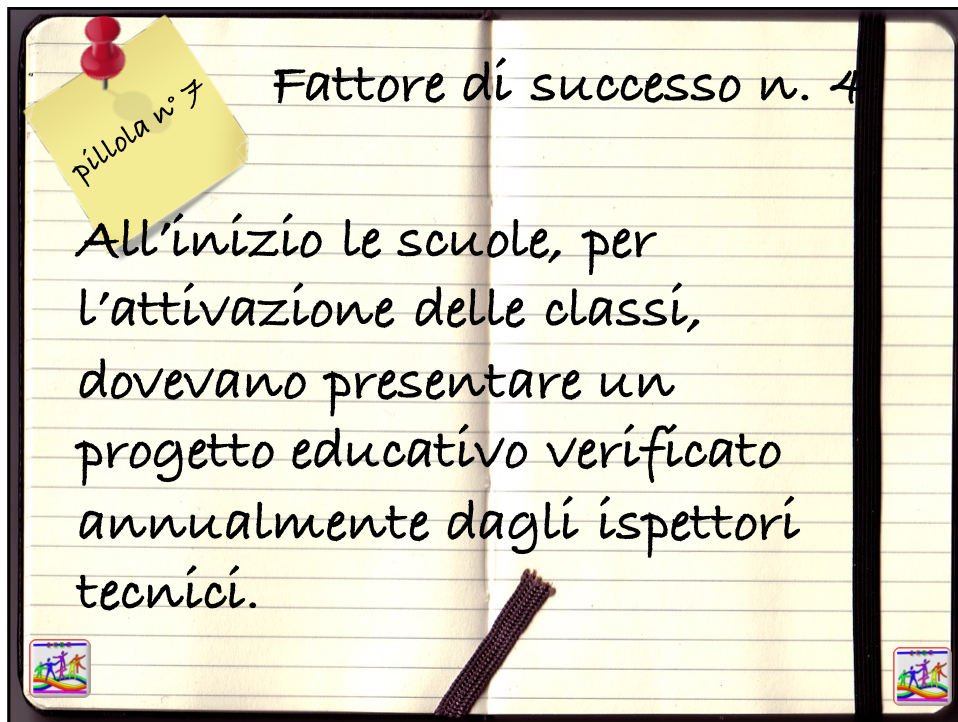 pillola n° 7
Fattore di successo n. 4
All'inizio le scuole, per
l'attivazione delle classi,
dovevano presentare un
progetto educativo verificato
annualmente dagli ispettori
tecnici.